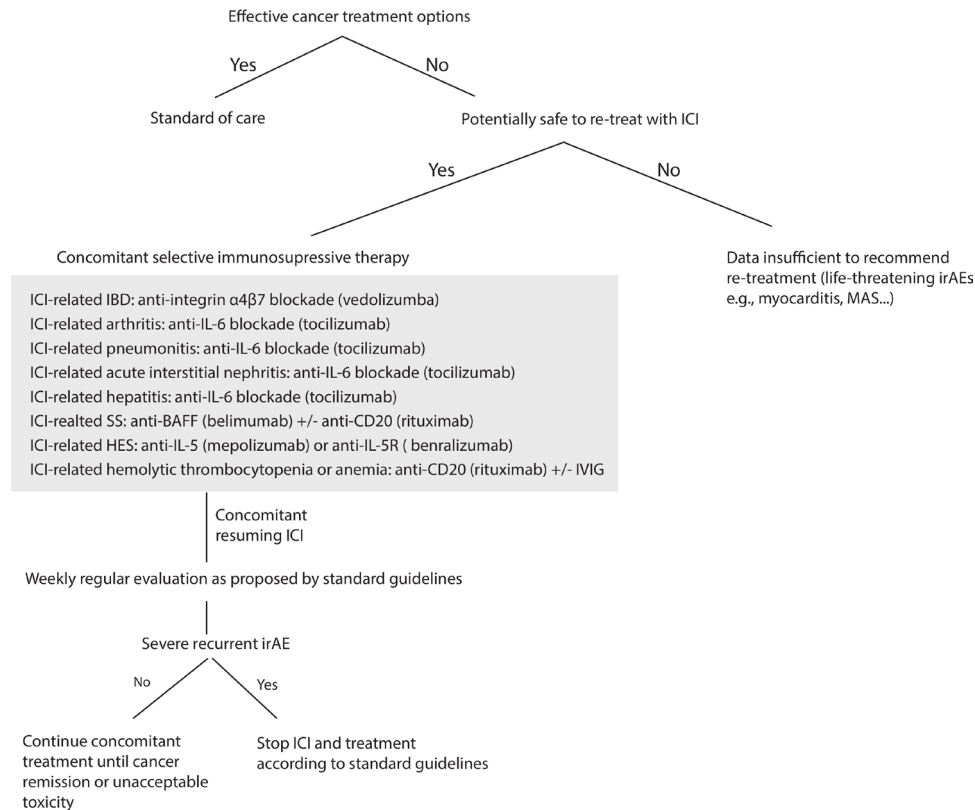 Effective cancer treatment options
Yes
No
Standard of care
Potentially safe to re-treat with ICI
Yes
No
Concomitant selective immunosupressive therapy
Data insufficient to recommend
re-treatment (life-threatening irAEs
e.g., myocarditis, MAS...)
ICI-related IBD: anti-integrin α4β7 blockade (vedolizumba)
ICI-related arthritis: anti-IL-6 blockade (tocilizumab)
ICI-related pneumonitis: anti-IL-6 blockade (tocilizumab)
ICI-related acute interstitial nephritis: anti-IL-6 blockade (tocilizumab)
ICI-related hepatitis: anti-IL-6 blockade (tocilizumab)
ICI-realted SS: anti-BAFF (belimumab) +/- anti-CD20 (rituximab)
ICI-related HES: anti-IL-5 (mepolizumab) or anti-IL-5R ( benralizumab)
ICI-related hemolytic thrombocytopenia or anemia: anti-CD20 (rituximab) +/- IVIG
Concomitant
resuming ICI
Weekly regular evaluation as proposed by standard guidelines
Severe recurrent irAE
No
Yes
Continue concomitant
treatment until cancer
remission or unacceptable
toxicity
Stop ICI and treatment
according to standard guidelines